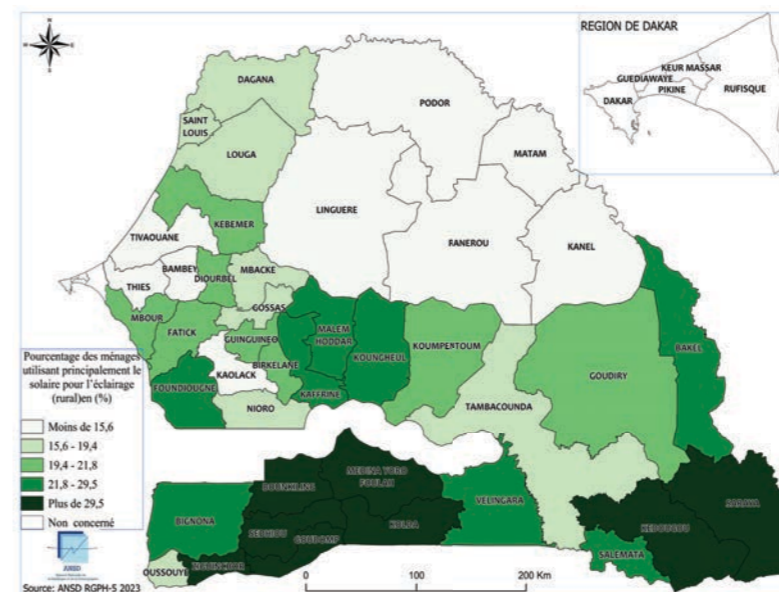 N
REGION DE DAKAR
KEUR MASSAR
GUEDIAWAYE
RUFISQUE
DAKAR
PIKINE
DAGANA
PODOR
SAINT
LOUIS
LOUGA
MATAM
LINGUERE
KEBEMER
RANEROU
KANEL
TIVAOUANE
BAMBEY
MBACKE
DIOURBEL
THIES
GOSSAS
MBOUR
FATICK
GUINGUINEO
MALEM
HODDAR
KOUNGHEUL
KOUMPENTOUM
BAKEL
GOUDIRY
BIRKELANE
KAOLACK
FOUNDIOUGNE
KAFFRINE
NIORO
TAMBACOUNDA
Pourcentage des ménages
utilisant principalement le
solaire pour l'éclairage
(rural)en (%)
Moins de 15,6
15,6 - 19,4
19,4 - 21,8
21,8 - 29,5
Plus de 29,5
Non concerné
MEDINA YORO
FOULAH
BOUNKILING
VELINGARA
SARAYA
BIGNONA
SEDHIOU
KOLDA
GOUDOMP
KEDOUGOU
SALEMATA
ZIGUINCHOR
OUSSOUYE
ANSD
0 100 200 Km
Source: ANSD RGPH-5 2023